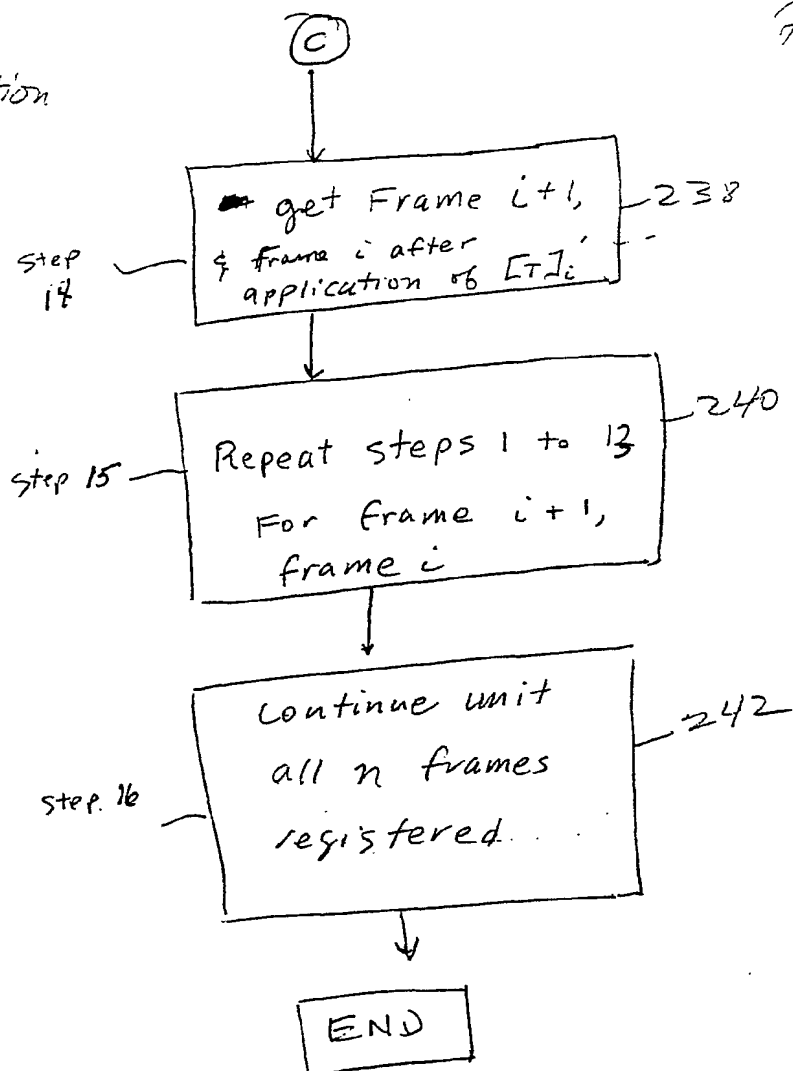 C
get Frame i+1,
& frame i after
application of [T]i'
238
step
14
Repeat steps 1 to 13
For frame i+1,
frame i
240
step 15
Continue unit
all n frames
registered....
242
step. 16
END